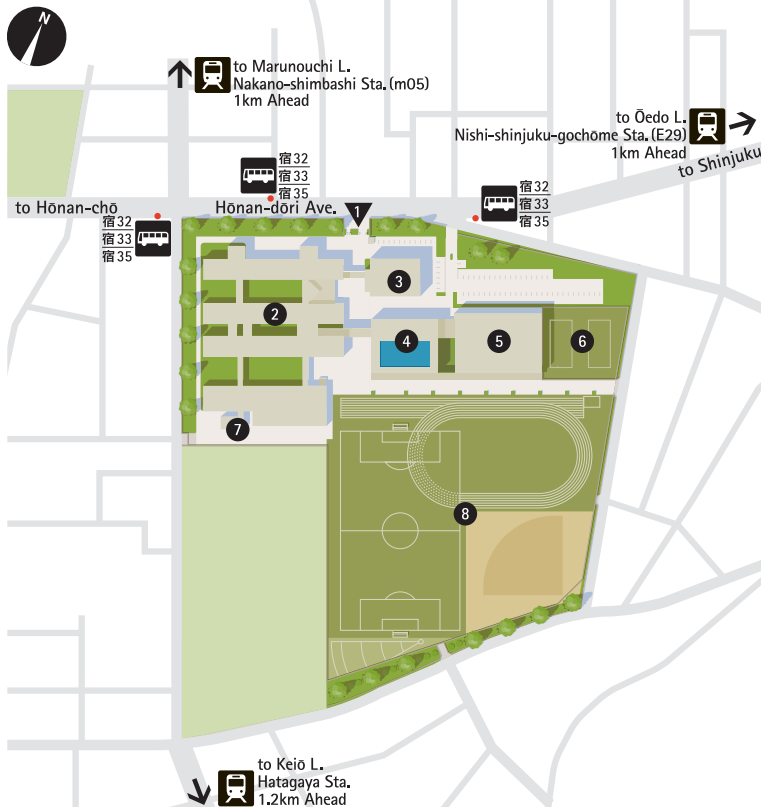 N
to Marunouchi L.
Nakano-shimbashi Sta. (m05)
1km Ahead
to Ōedo L.
Nishi-shinjuku-gochōme Sta. (E29)
1km Ahead
to Shinjuku
宿32
宿33
宿35
宿32
宿33
宿35
to Hōnan-chō
Hōnan-dōri Ave.
1
宿32
宿33
宿35
3
2
4
5
6
7
8
to Keiō L.
Hatagaya Sta.
1.2km Ahead